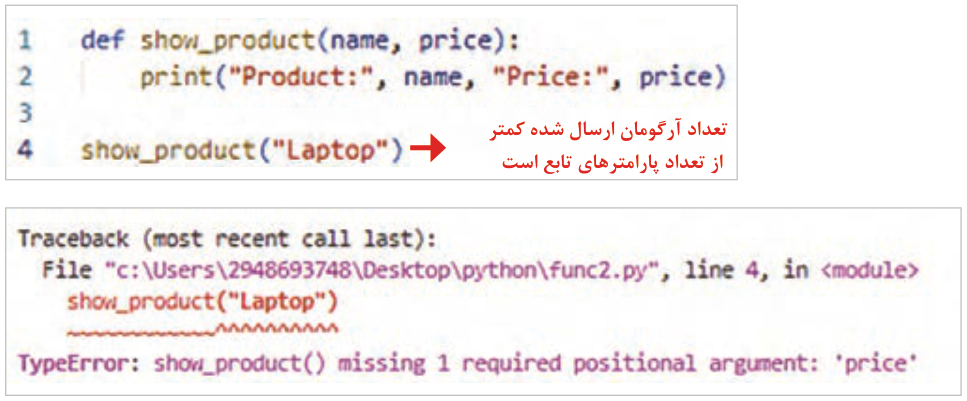 1 def show_product(name, price):
2 print("Product:", name, "Price:", price)
3
4 show_product("Laptop")
تعداد آرگومان ارسال شده کمتر
از تعداد پارامترهای تابع است
Traceback (most recent call last):
File "c:\Users\2948693748\Desktop\python\func2.py", line 4, in <module>
show_product("Laptop")
~~~~~~~~~~~~^^^^^^^^^^
TypeError: show_product() missing 1 required positional argument: 'price'